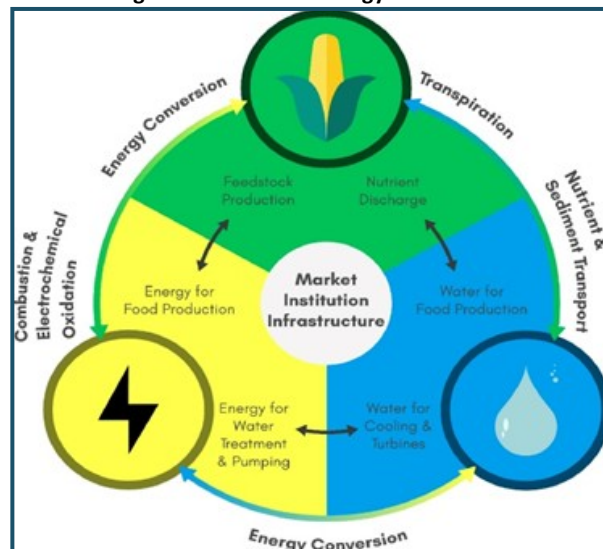 Energy Conversion
Transpiration
Nutrient &
Sediment Transport
Combustion &
Electrochemical
Oxidation
Feedstock
Production
Nutrient
Discharge
Market
Institution
Infrastructure
Energy for
Food Production
Water for
Food Production
Energy for
Water
Treatment
& Pumping
Water for
Cooling &
Turbines
Energy Conversion